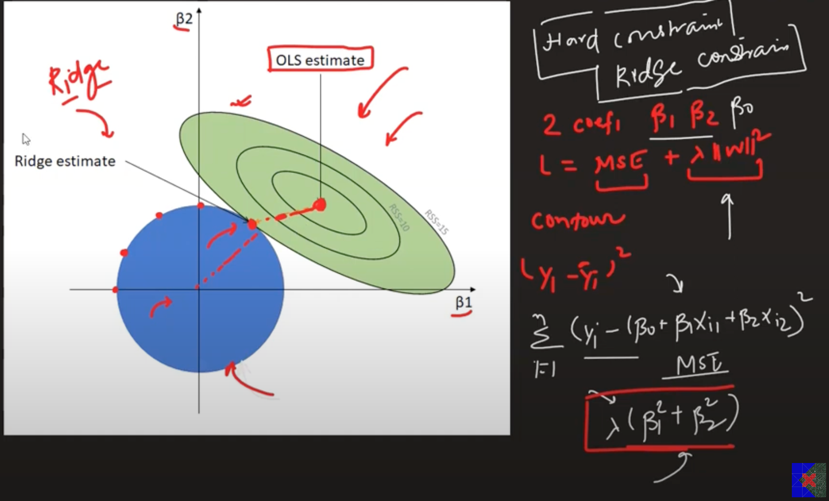 β2
OLS estimate
Ridge
Ridge estimate
RSS=10
RSS=15
β1
Hard constraint
Ridge constrain
2 coefi β1 β2 β0
L = MSE + λ ||W||²
contour
(yi - ŷi)²
n
Σ (yi - (β0 + β1xi1 + β2xi2)²
i=1
MSE
λ (β1² + β2²)